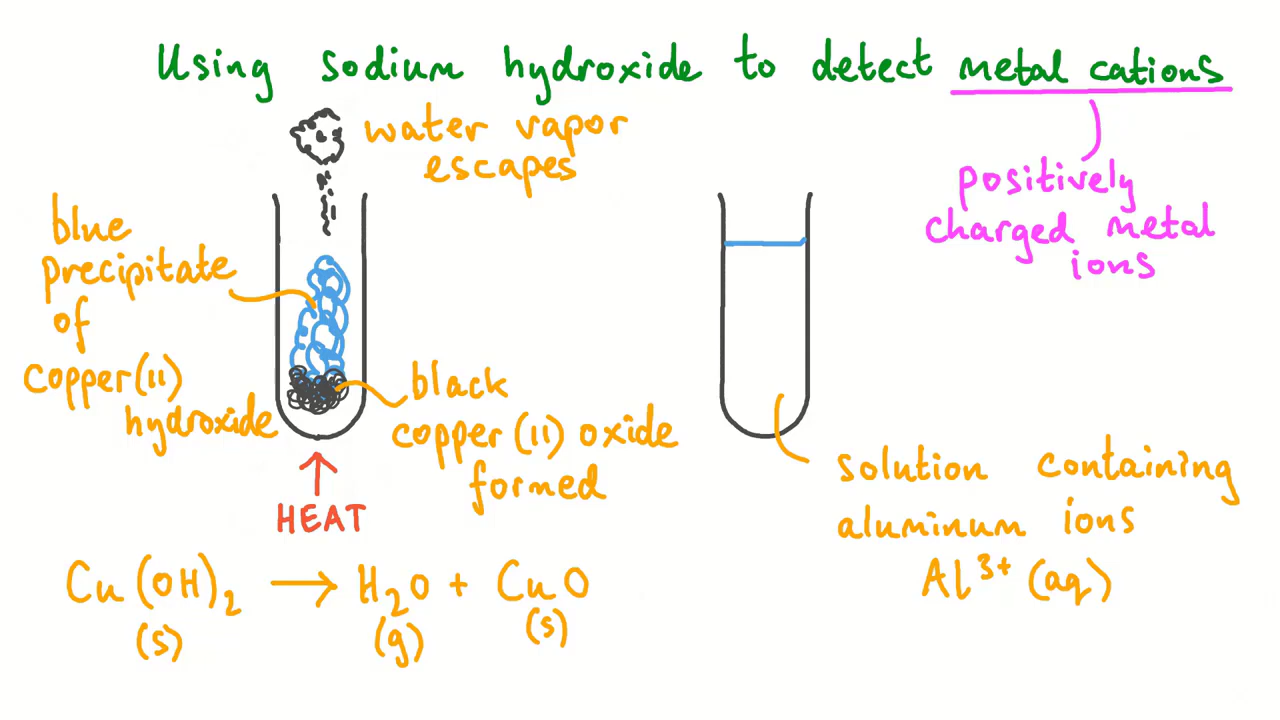 Using sodium hydroxide to detect metal cations
water vapor
escapes
positively
charged metal
ions
blue
precipitate
of
copper(II)
hydroxide
black
copper (II) oxide
formed
HEAT
solution containing
aluminum ions
Al³⁺ (aq)
Cu(OH)₂ → H₂O + CuO
(s) (g) (s)